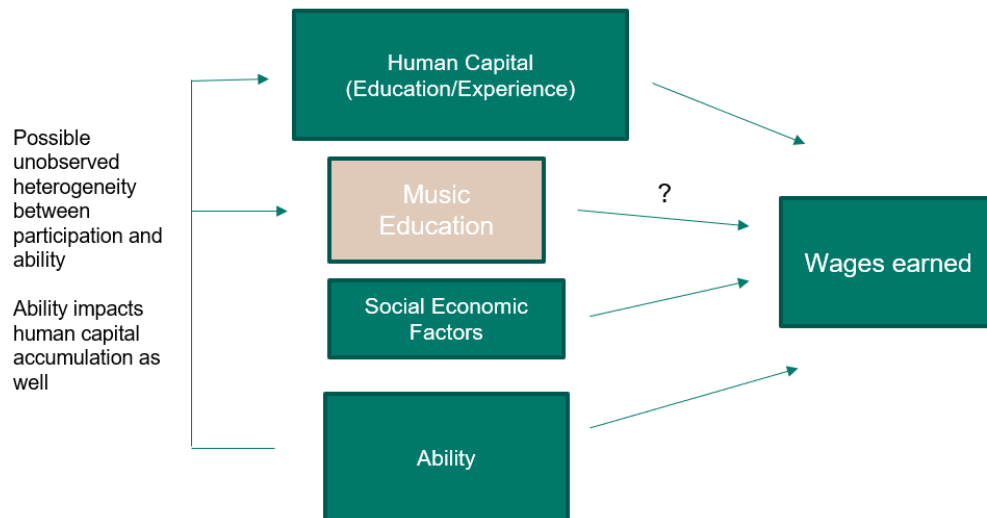 Human Capital
(Education/Experience)
Possible
unobserved
heterogeneity
between
participation and
ability
Ability impacts
human capital
accumulation as
well
Music
Education
?
Social Economic
Factors
Ability
Wages earned